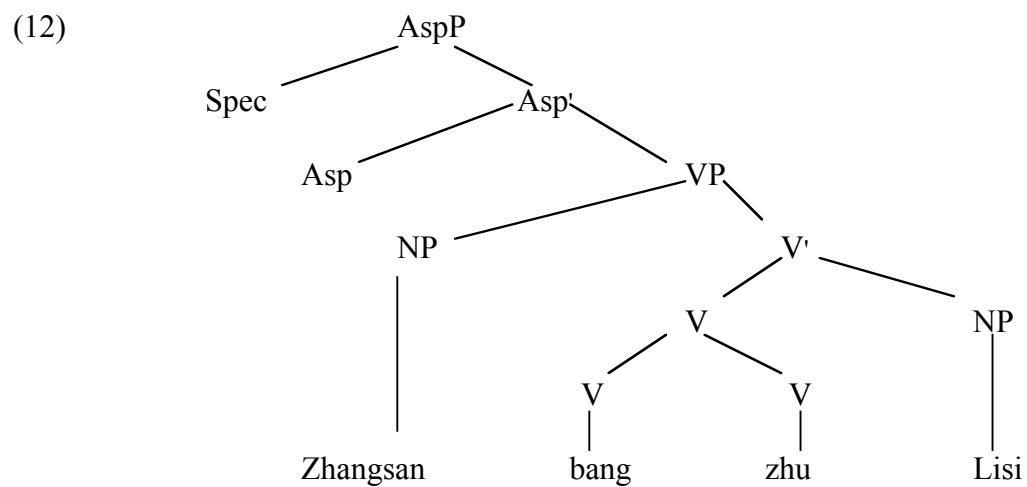 (12) AspP
Spec Asp'
Asp VP
NP V'
V NP
V V
Zhangsan bang zhu Lisi